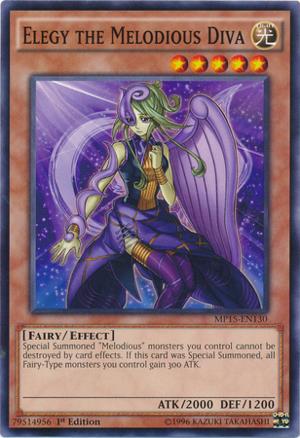 ELEGY THE MELODIOUS DIVA
LIGHT
光
MP15-EN130
[FAIRY/EFFECT]
Special Summoned "Melodious" monsters you control cannot be
destroyed by card effects. If this card was Special Summoned, all
Fairy-Type monsters you control gain 300 ATK.
ATK/2000 DEF/1200
79514956 1st Edition ©1996 KAZUKI TAKAHASHI